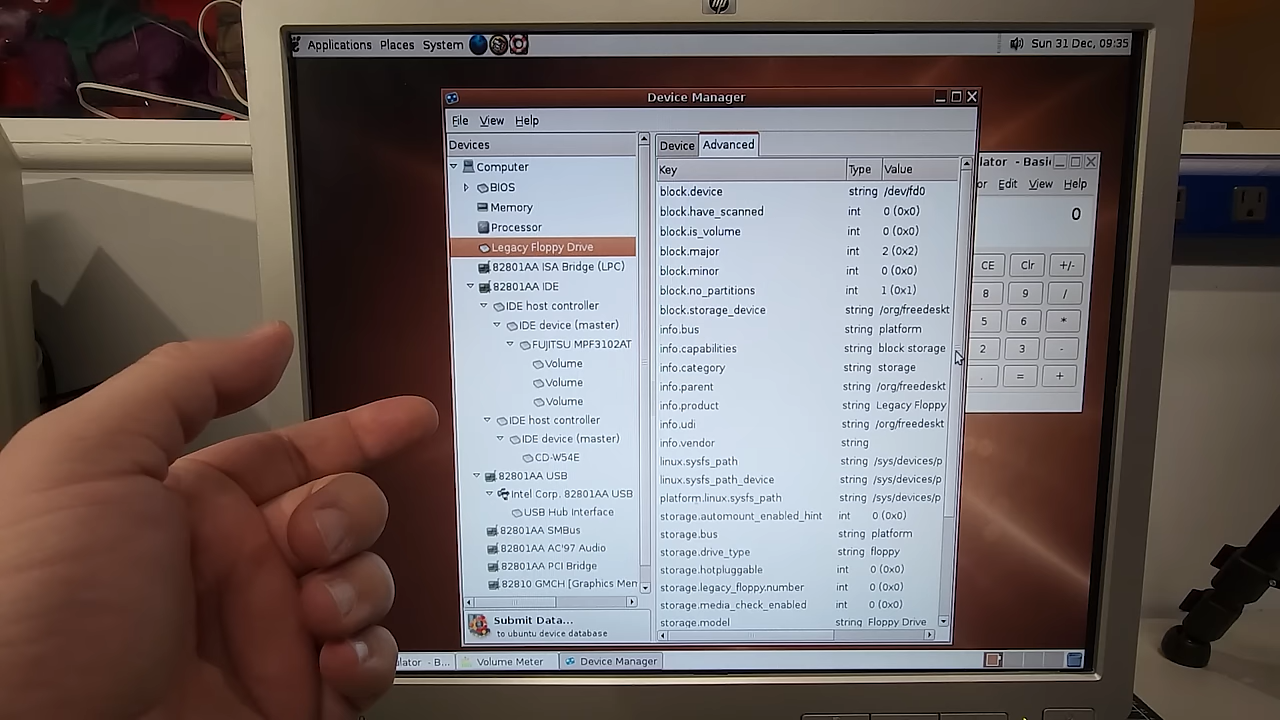 hp
Applications Places System Sun 31 Dec, 09:35
Device Manager
File View Help
Devices
Computer
BIOS
Memory
Processor
Legacy Floppy Drive
82801AA ISA Bridge (LPC)
82801AA IDE
IDE host controller
IDE device (master)
FUJITSU MPF3102AT
Volume
Volume
Volume
IDE host controller
IDE device (master)
CD-W54E
82801AA USB
Intel Corp. 82801AA USB
USB Hub Interface
82801AA SMBus
82801AA AC'97 Audio
82801AA PCI Bridge
82810 GMCH [Graphics Mem
Submit Data...
to ubuntu device database
Device Advanced
Key Type Value
block.device string /dev/fd0
block.have_scanned int 0 (0x0)
block.is_volume int 0 (0x0)
block.major int 2 (0x2)
block.minor int 0 (0x0)
block.no_partitions int 1 (0x1)
block.storage_device string /org/freedeskt
info.bus string platform
info.capabilities string block storage
info.category string storage
info.parent string /org/freedeskt
info.product string Legacy Floppy
info.udi string /org/freedeskt
info.vendor string
linux.sysfs_path string /sys/devices/p
linux.sysfs_path_device string /sys/devices/p
platform.linux.sysfs_path string /sys/devices/p
storage.automount_enabled_hint int 0 (0x0)
storage.bus string platform
storage.drive_type string floppy
storage.hotpluggable int 0 (0x0)
storage.legacy_floppy.number int 0 (0x0)
storage.media_check_enabled int 0 (0x0)
storage.model string Floppy Drive
lator - Basi
or Edit View Help
0
CE Clr +/-
8 9 /
5 6 *
2 3 -
. = +
ulator - B... Volume Meter Device Manager